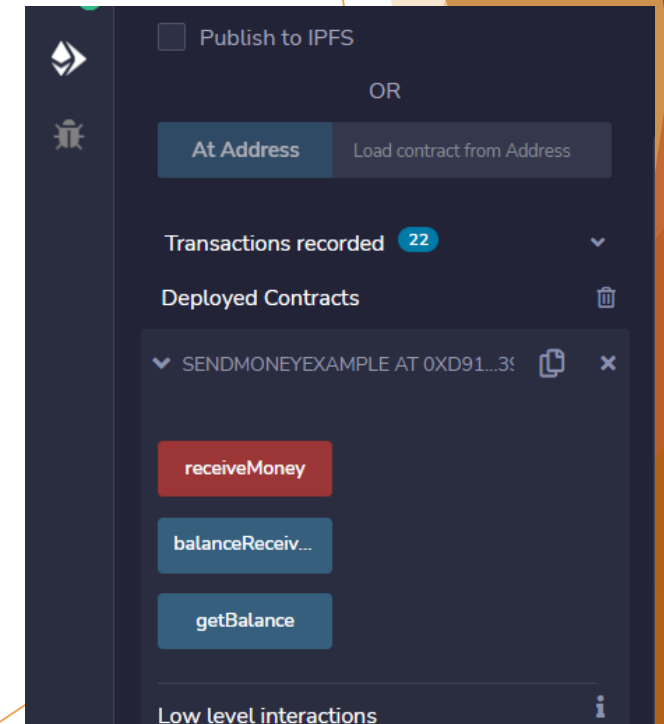 Publish to IPFS
OR
At Address Load contract from Address
Transactions recorded 22
Deployed Contracts
SENDMONEYEXAMPLE AT 0XD91...39
receiveMoney
balanceReceiv...
getBalance
Low level interactions